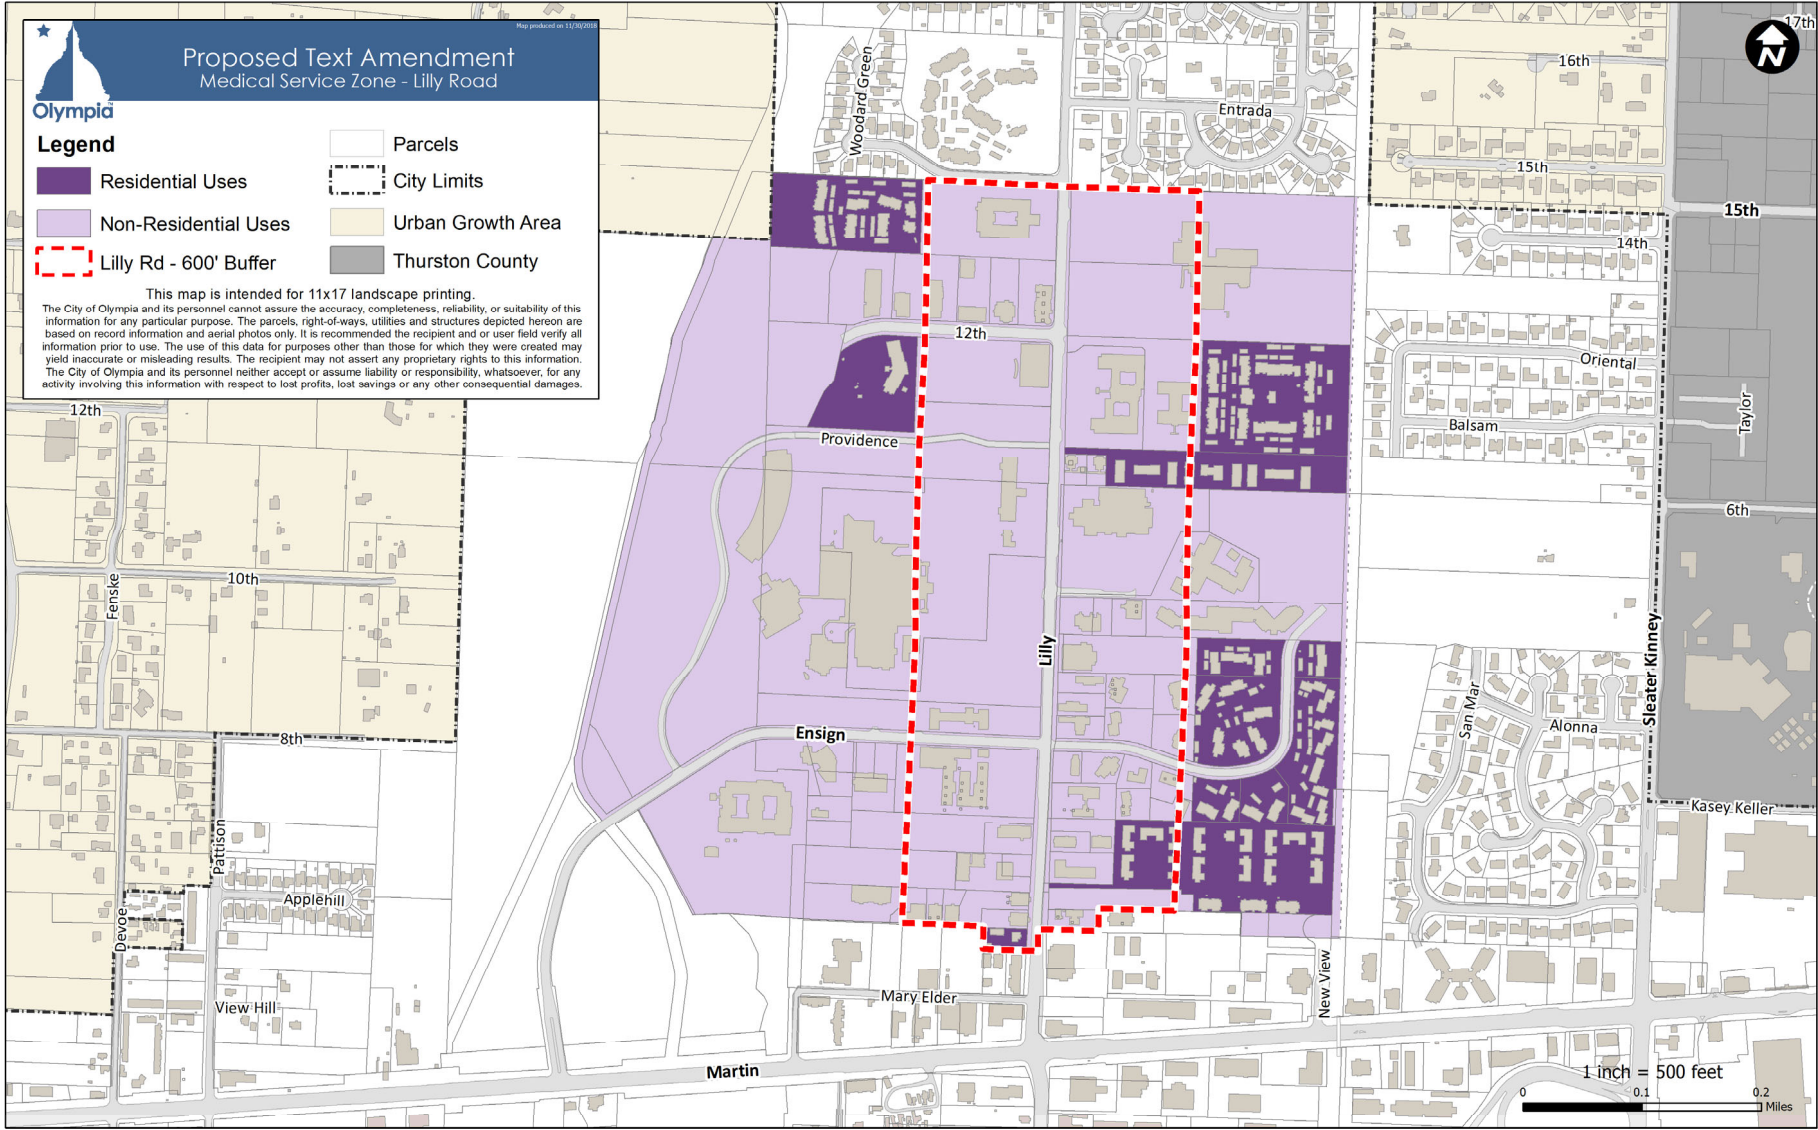 Map produced on 11/30/2018
Proposed Text Amendment
Medical Service Zone - Lilly Road
Olympia
Legend
Residential Uses
Non-Residential Uses
Lilly Rd - 600' Buffer
Parcels
City Limits
Urban Growth Area
Thurston County
This map is intended for 11x17 landscape printing.
The City of Olympia and its personnel cannot assure the accuracy, completeness, reliability, or suitability of this
information for any particular purpose. The parcels, right-of-ways, utilities and structures depicted hereon are
based on record information and aerial photos only. It is recommended the recipient and or user field verify all
information prior to use. The use of this data for purposes other than those for which they were created may
yield inaccurate or misleading results. The recipient may not assert any proprietary rights to this information.
The City of Olympia and its personnel neither accept or assume liability or responsibility, whatsoever, for any
activity involving this information with respect to lost profits, lost savings or any other consequential damages.
N
17th
16th
Woodard Green
Entrada
15th
15th
14th
12th
Oriental
12th
Taylor
Balsam
Providence
6th
10th
Fenske
Lilly
Sleater Kinney
San Mar
Alonna
Ensign
8th
Kasey Keller
Pattison
Applehill
Devoe
New View
Mary Elder
View Hill
Martin
1 inch = 500 feet
0 0.1 0.2
Miles